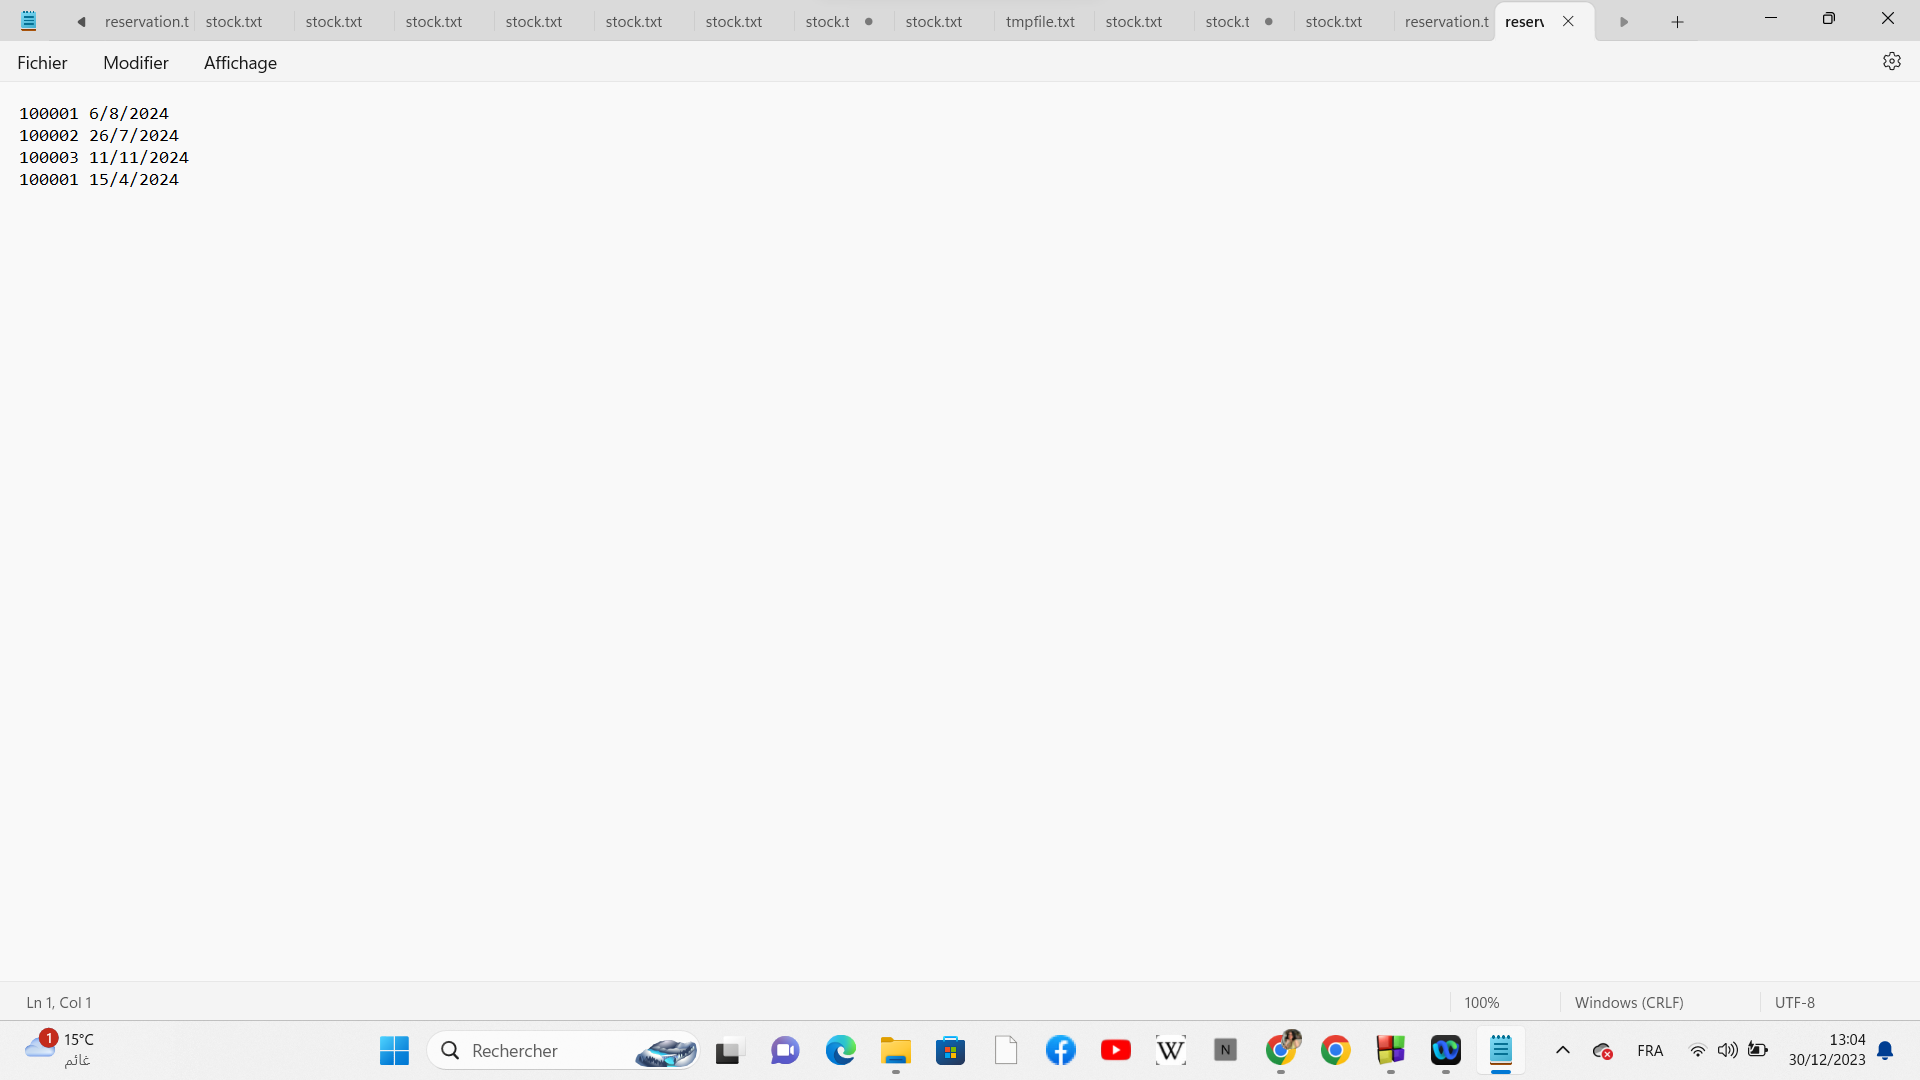 reservation.t stock.txt stock.txt stock.txt stock.txt stock.txt stock.txt stock.t stock.txt tmpfile.txt stock.txt stock.t stock.txt reservation.t reserv
Fichier Modifier Affichage
100001 6/8/2024
100002 26/7/2024
100003 11/11/2024
100001 15/4/2024
Ln 1, Col 1 100% Windows (CRLF) UTF-8
1 15°C
غائم
Rechercher
W
N
FRA
13:04
30/12/2023